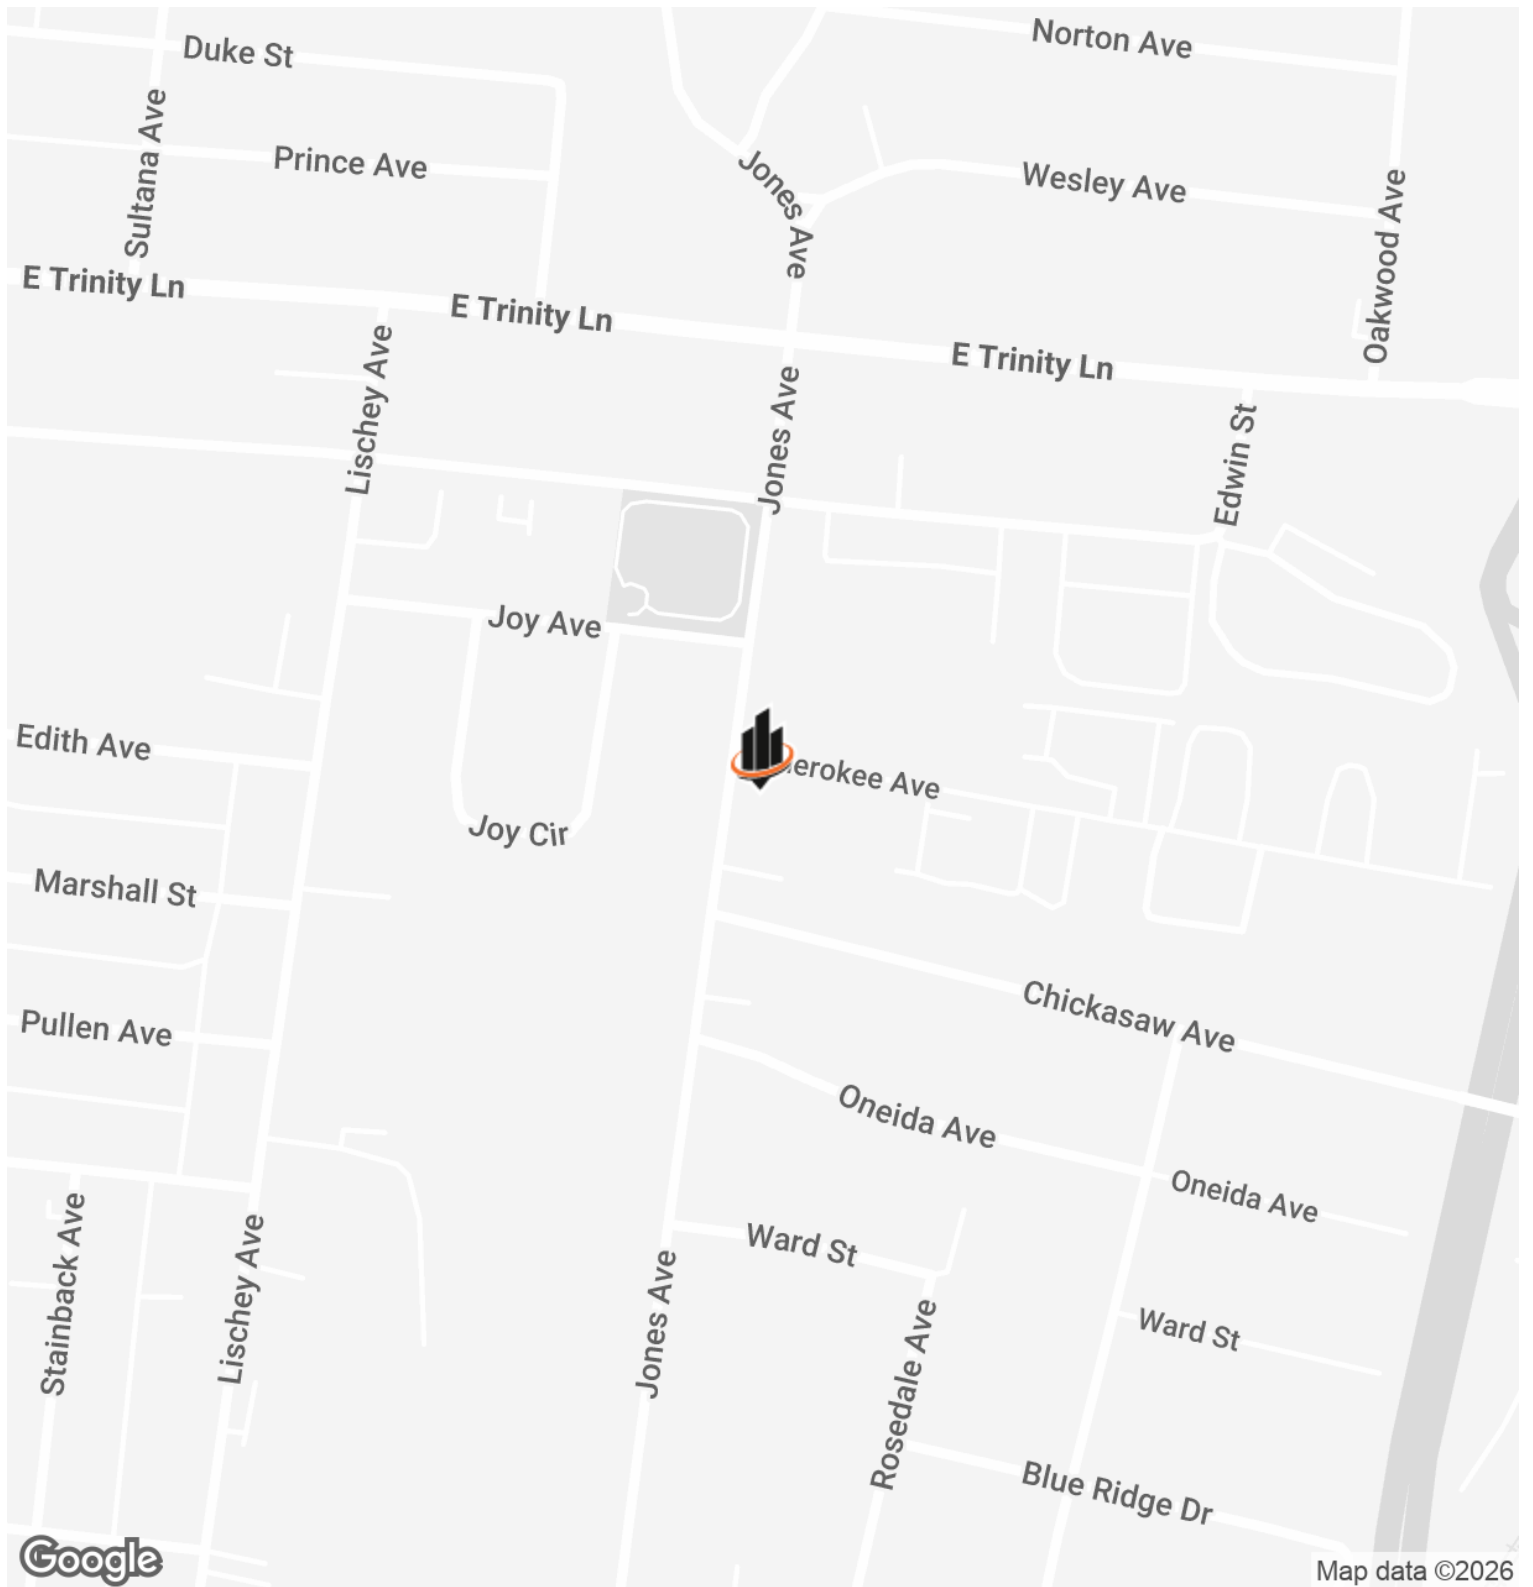 Norton Ave
Duke St
Sultana Ave
Prince Ave
Jones Ave
Wesley Ave
Oakwood Ave
E Trinity Ln
E Trinity Ln
E Trinity Ln
Lischey Ave
Jones Ave
Edwin St
Joy Ave
Edith Ave
erokee Ave
Joy Cir
Marshall St
Chickasaw Ave
Pullen Ave
Oneida Ave
Oneida Ave
Stainback Ave
Lischey Ave
Ward St
Jones Ave
Rosedale Ave
Ward St
Blue Ridge Dr
Google
Map data ©2026